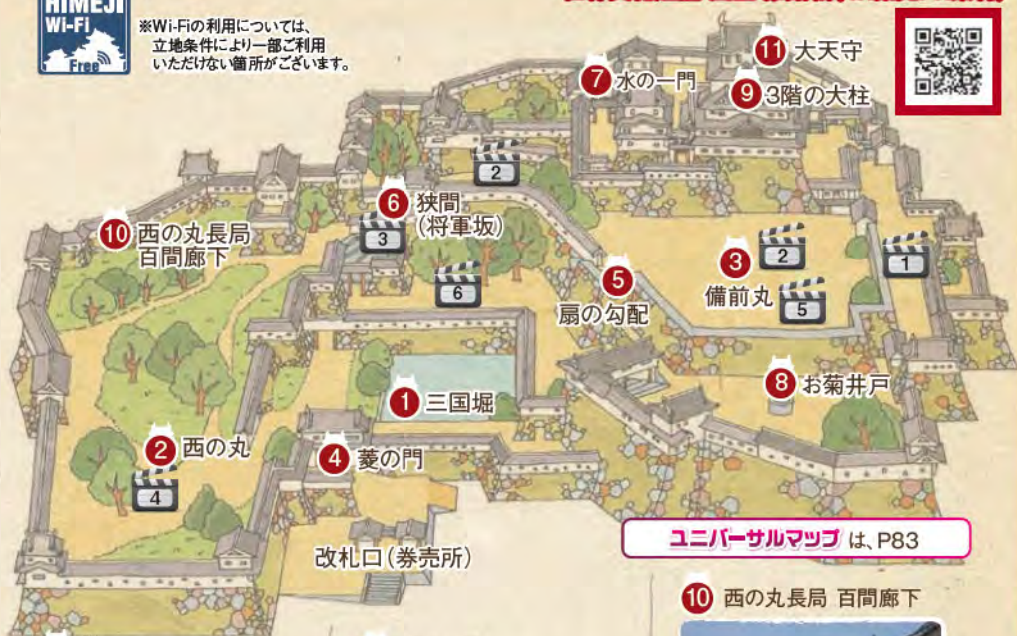 HIMEJI
Wi-Fi
Free
※Wi-Fiの利用については、
立地条件により一部ご利用
いただけない箇所がございます。
11 大天守
7 水の一門
9 3階の大柱
2
6 狭間
(将軍坂)
3
10 西の丸長局
百間廊下
6
5
扇の勾配
3
備前丸
2
5
1
8 お菊井戸
1 三国堀
2 西の丸
4
4 菱の門
改札口(券売所)
ユニバーサルマップ は、P83
10 西の丸長局 百間廊下